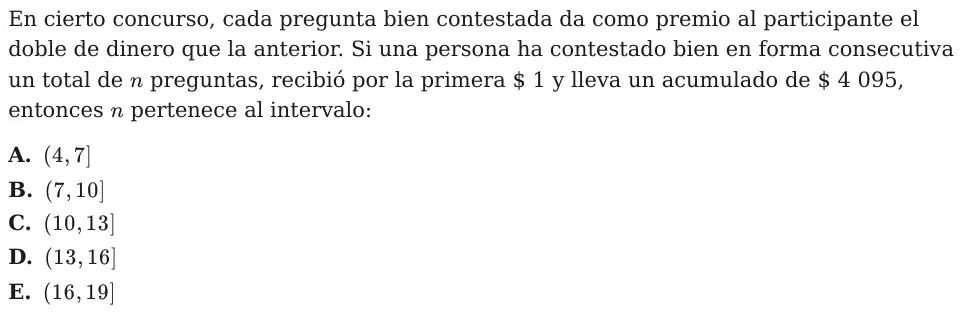 En cierto concurso, cada pregunta bien contestada da como premio al participante el
doble de dinero que la anterior. Si una persona ha contestado bien en forma consecutiva
un total de n preguntas, recibió por la primera $ 1 y lleva un acumulado de $ 4 095,
entonces n pertenece al intervalo:
A. (4, 7]
B. (7, 10]
C. (10, 13]
D. (13, 16]
E. (16, 19]